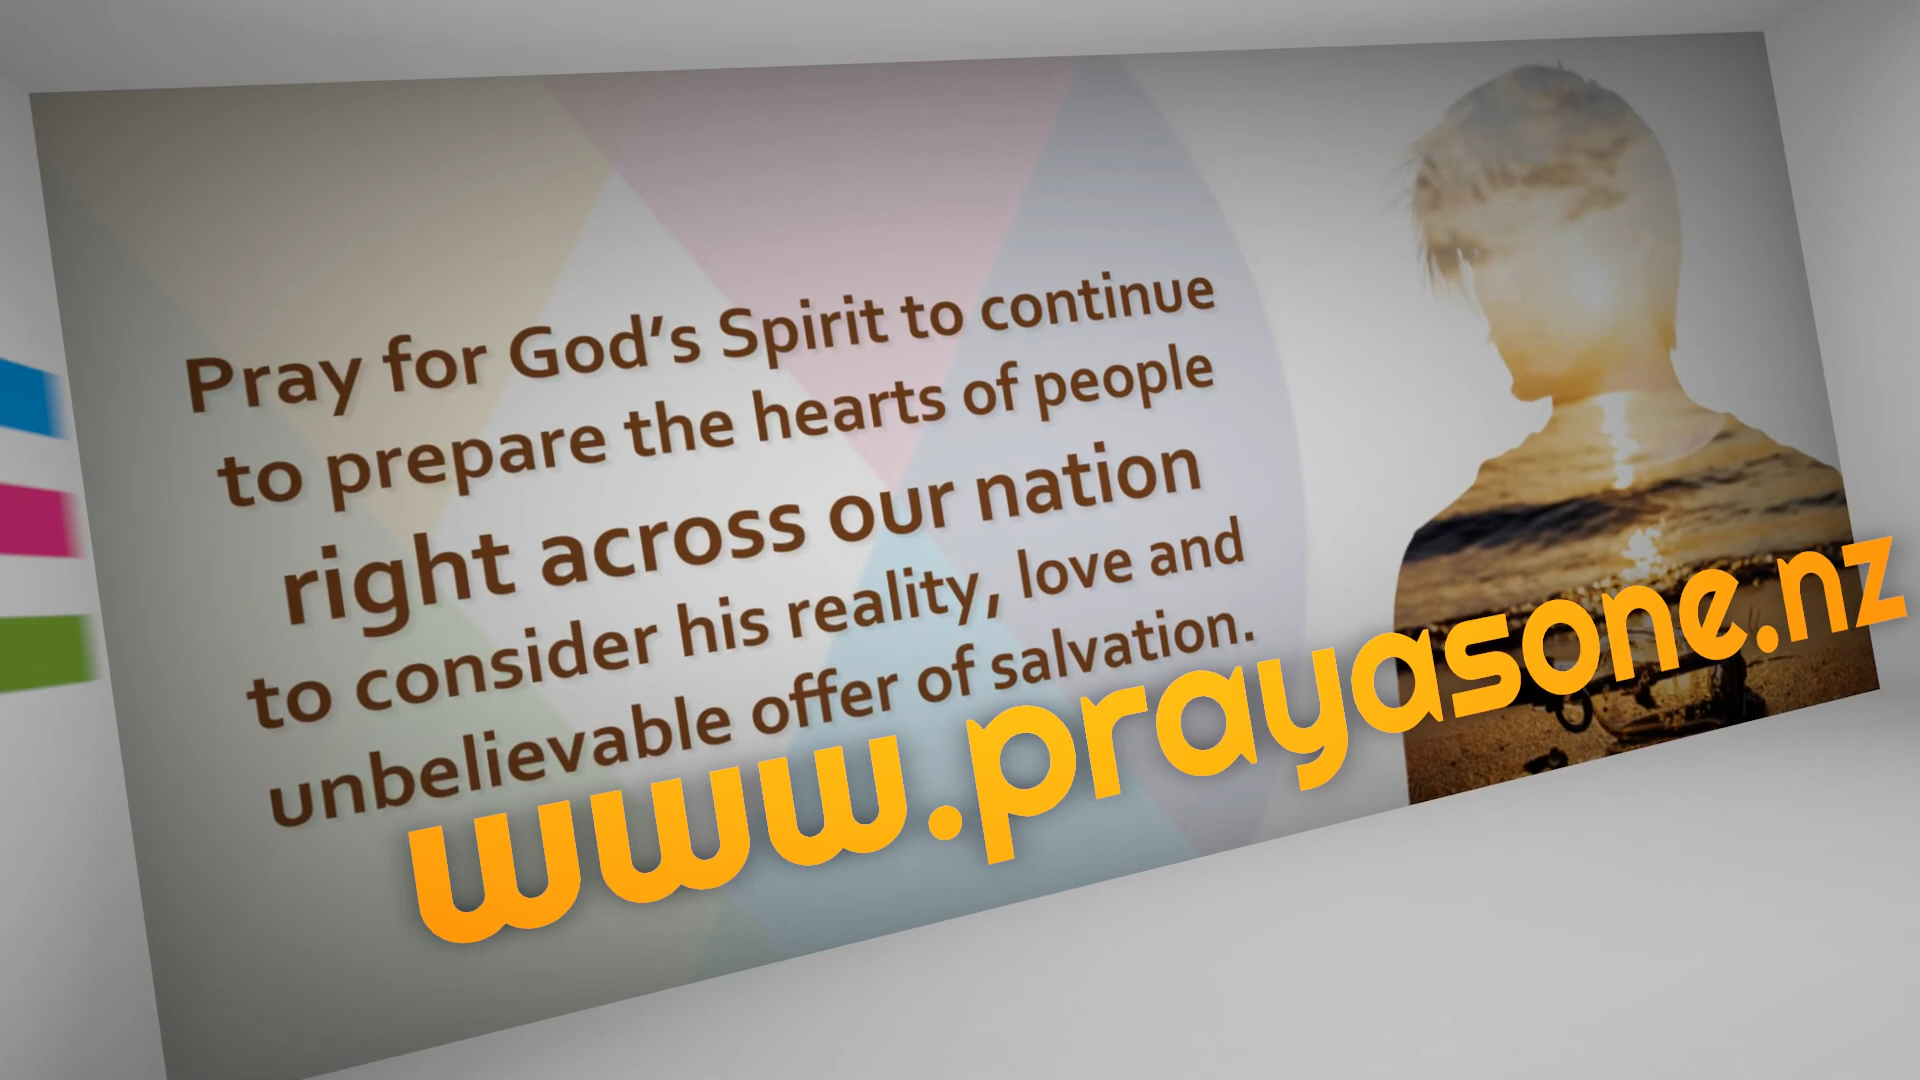 Pray for God’s Spirit to continue
to prepare the hearts of people
right across our nation
to consider his reality, love and
unbelievable offer of salvation.
www.prayasone.nz